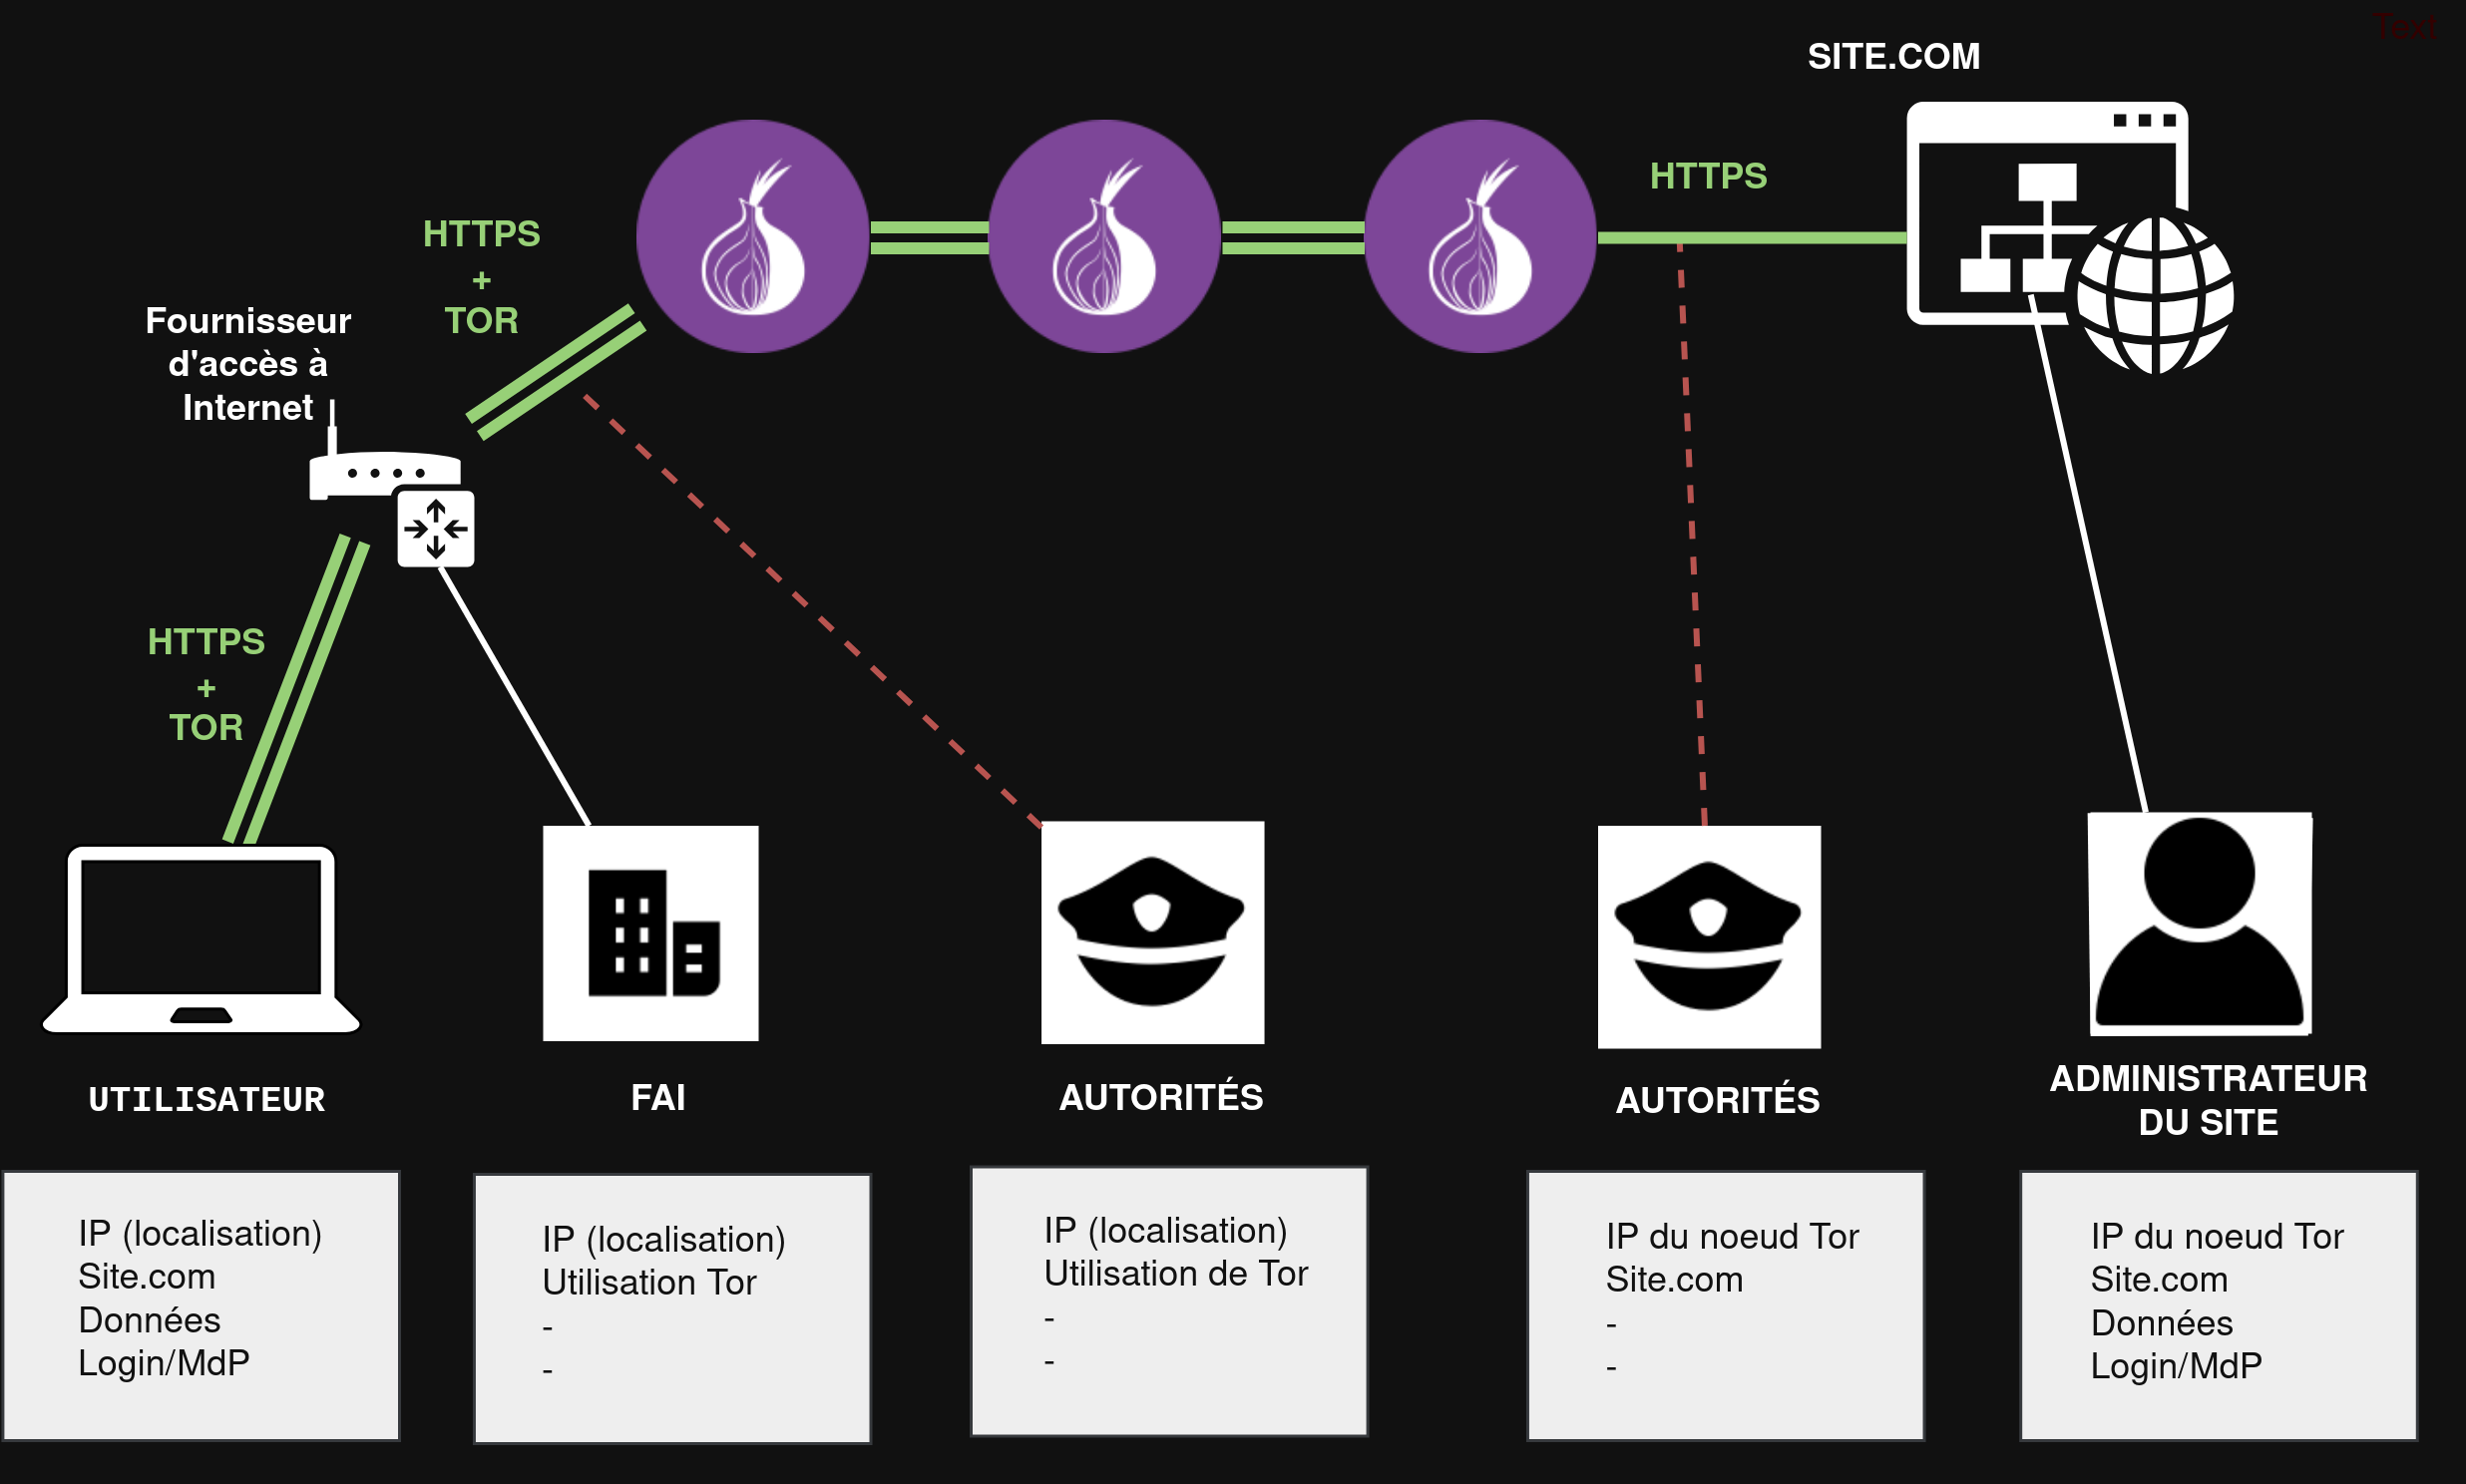 Text
SITE.COM
HTTPS
HTTPS
+
TOR
Fournisseur
d'accès à
Internet
HTTPS
+
TOR
UTILISATEUR
FAI
AUTORITÉS
AUTORITÉS
ADMINISTRATEUR
DU SITE
IP (localisation)
Site.com
Données
Login/MdP
IP (localisation)
Utilisation Tor
-
-
IP (localisation)
Utilisation de Tor
-
-
IP du noeud Tor
Site.com
-
-
IP du noeud Tor
Site.com
Données
Login/MdP